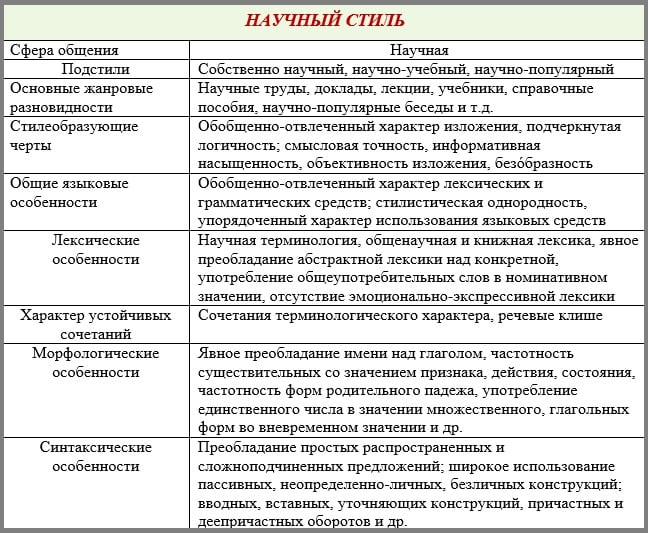 НАУЧНЫЙ СТИЛЬ
Сфера общения
Научная
Подстили
Собственно научный, научно-учебный, научно-популярный
Основные жанровые
разновидности
Научные труды, доклады, лекции, учебники, справочные
пособия, научно-популярные беседы и т.д.
Стилеобразующие
черты
Обобщенно-отвлеченный характер изложения, подчеркнутая
логичность; смысловая точность, информативная
насыщенность, объективность изложения, безо́бразность
Общие языковые
особенности
Обобщенно-отвлеченный характер лексических и
грамматических средств; стилистическая однородность,
упорядоченный характер использования языковых средств
Лексические
особенности
Научная терминология, общенаучная и книжная лексика, явное
преобладание абстрактной лексики над конкретной,
употребление общеупотребительных слов в номинативном
значении, отсутствие эмоционально-экспрессивной лексики
Характер устойчивых
сочетаний
Сочетания терминологического характера, речевые клише
Морфологические
особенности
Явное преобладание имени над глаголом, частотность
существительных со значением признака, действия, состояния,
частотность форм родительного падежа, употребление
единственного числа в значении множественного, глагольных
форм во вневременном значении и др.
Синтаксические
особенности
Преобладание простых распространенных и
сложноподчиненных предложений; широкое использование
пассивных, неопределенно-личных, безличных конструкций;
вводных, вставных, уточняющих конструкций, причастных и
деепричастных оборотов и др.